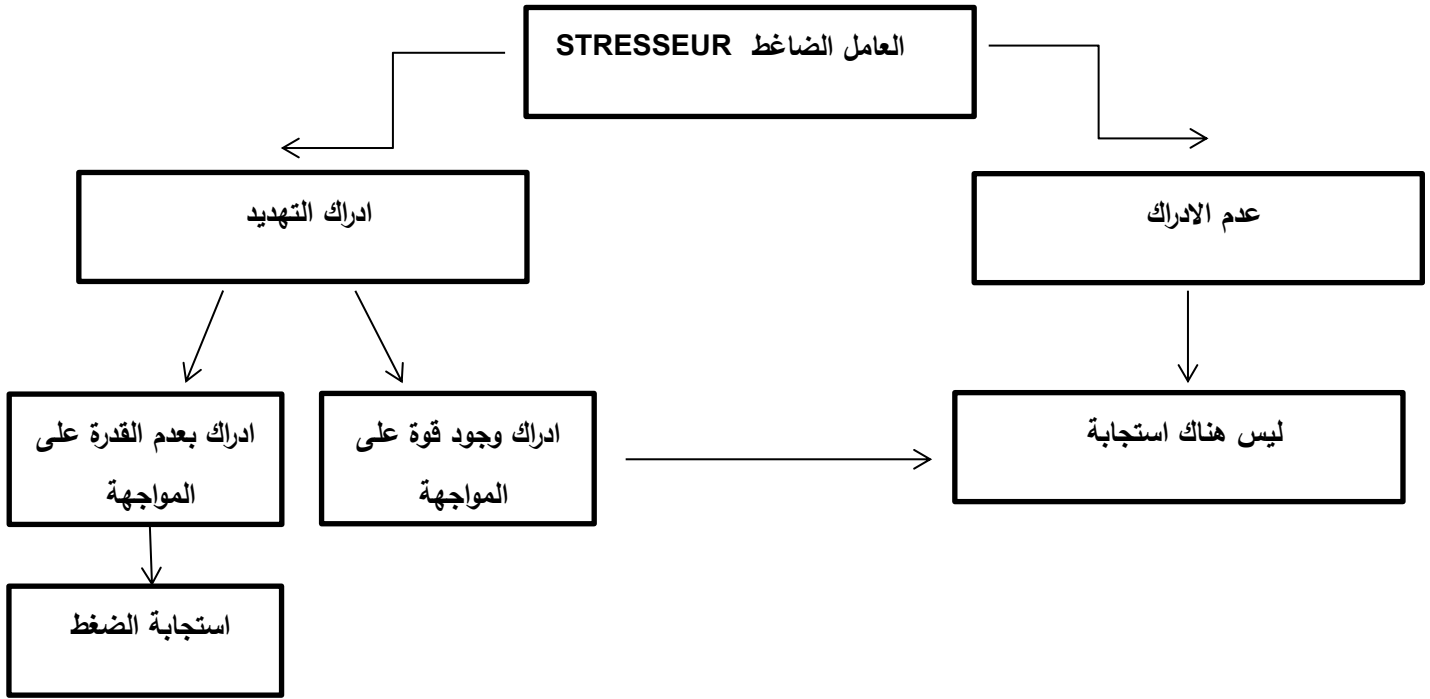 العامل الضاغط STRESSEUR
عدم الادراك
ادراك التهديد
ليس هناك استجابة
ادراك وجود قوة على
المواجهة
ادراك بعدم القدرة على
المواجهة
استجابة الضغط